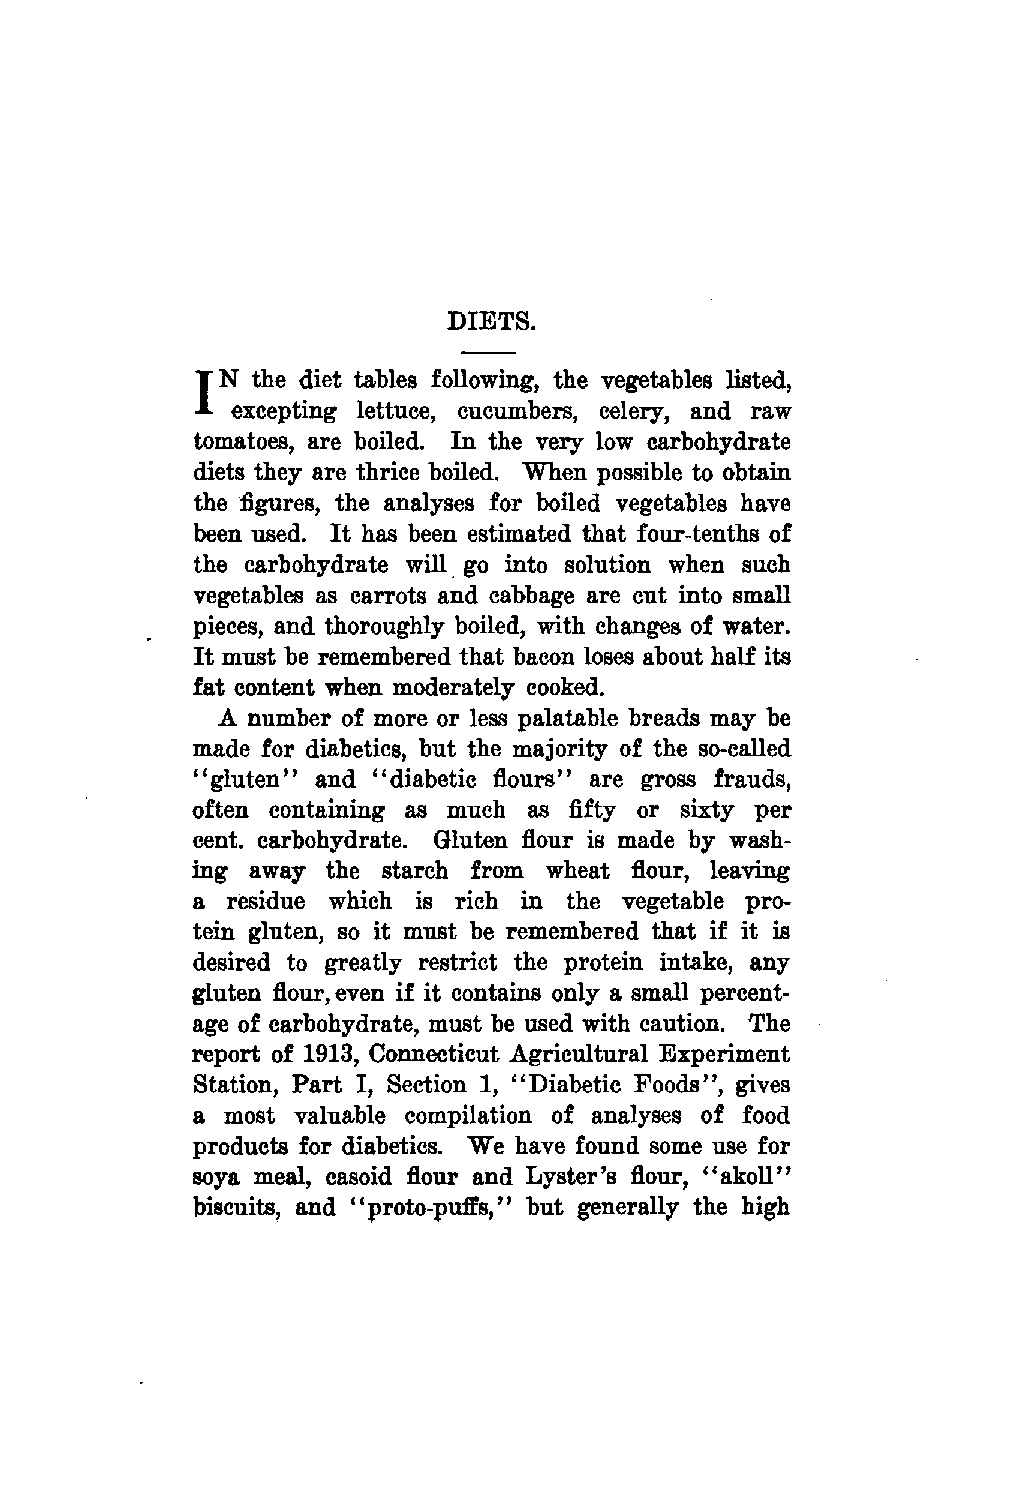 DIETS.
IN the diet tables following, the vegetables listed,
excepting lettuce, cucumbers, celery, and raw
tomatoes, are boiled. In the very low carbohydrate
diets they are thrice boiled. When possible to obtain
the figures, the analyses for boiled vegetables have
been used. It has been estimated that four-tenths of
the carbohydrate will go into solution when such
vegetables as carrots and cabbage are cut into small
pieces, and thoroughly boiled, with changes of water.
It must be remembered that bacon loses about half its
fat content when moderately cooked.
A number of more or less palatable breads may be
made for diabetics, but the majority of the so-called
"gluten" and "diabetic flours" are gross frauds,
often containing as much as fifty or sixty per
cent. carbohydrate. Gluten flour is made by wash-
ing away the starch from wheat flour, leaving
a residue which is rich in the vegetable pro-
tein gluten, so it must be remembered that if it is
desired to greatly restrict the protein intake, any
gluten flour, even if it contains only a small percent-
age of carbohydrate, must be used with caution. The
report of 1913, Connecticut Agricultural Experiment
Station, Part I, Section 1, "Diabetic Foods", gives
a most valuable compilation of analyses of food
products for diabetics. We have found some use for
soya meal, casoid flour and Lyster's flour, "akoll"
biscuits, and "proto-puffs," but generally the high